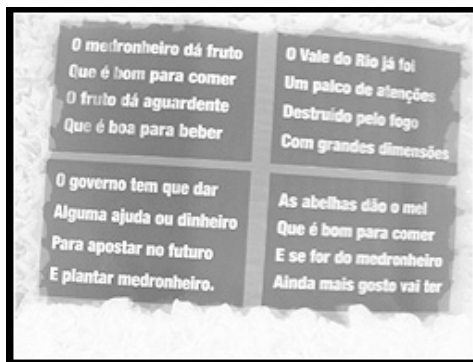 O medronheiro dá fruto
Que é bom para comer
O fruto dá aguardente
Que é boa para beber
O Vale do Rio já foi
Um palco de atenções
Destruído pelo fogo
Com grandes dimensões
O governo tem que dar
Alguma ajuda ou dinheiro
Para apostar no futuro
E plantar medronheiro.
As abelhas dão o mel
Que é bom para comer
E se for do medronheiro
Ainda mais gosto vai ter